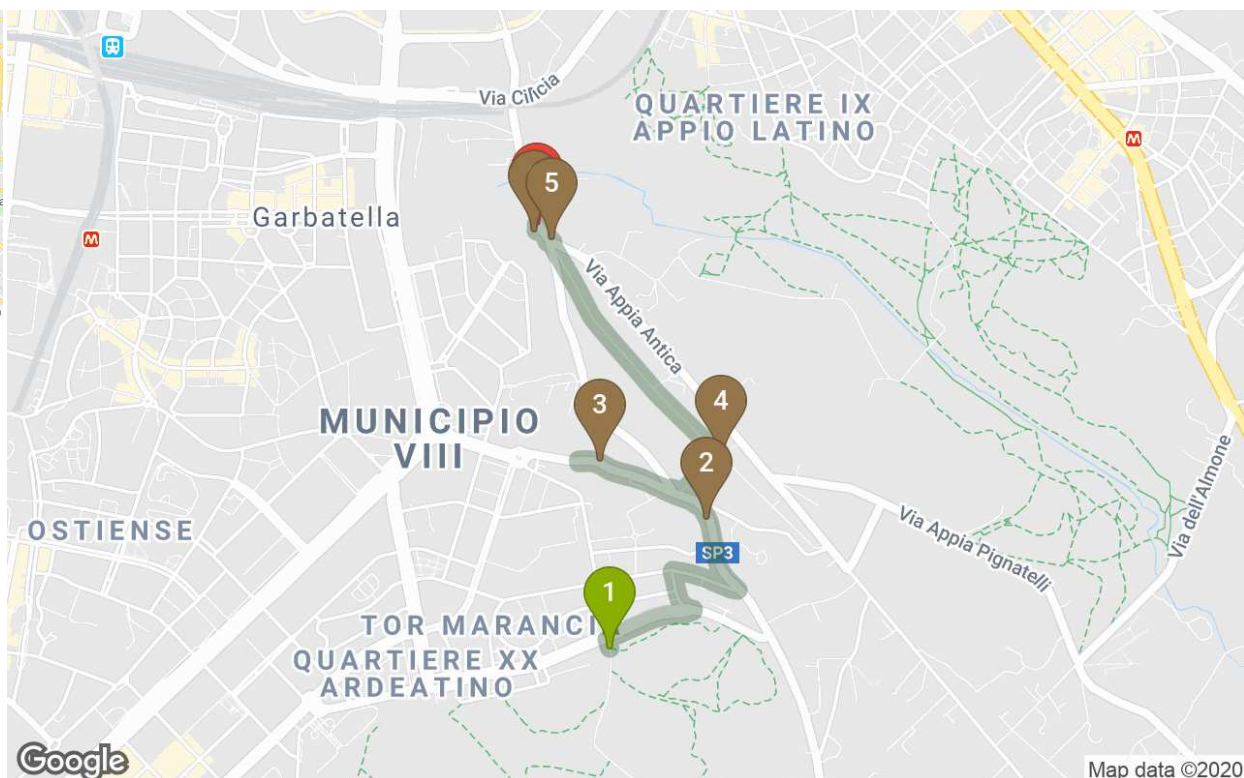 Via Cilicia
QUARTIERE IX
APPIO LATINO
M
5
Garbatella
M
Via Appia Antica
3
4
MUNICIPIO
VIII
2
OSTIENSE
Via Appia Pignatelli
Via dell'Almone
SP3
1
TOR MARANCIA
QUARTIERE XX
ARDEATINO
Google
Map data ©2020